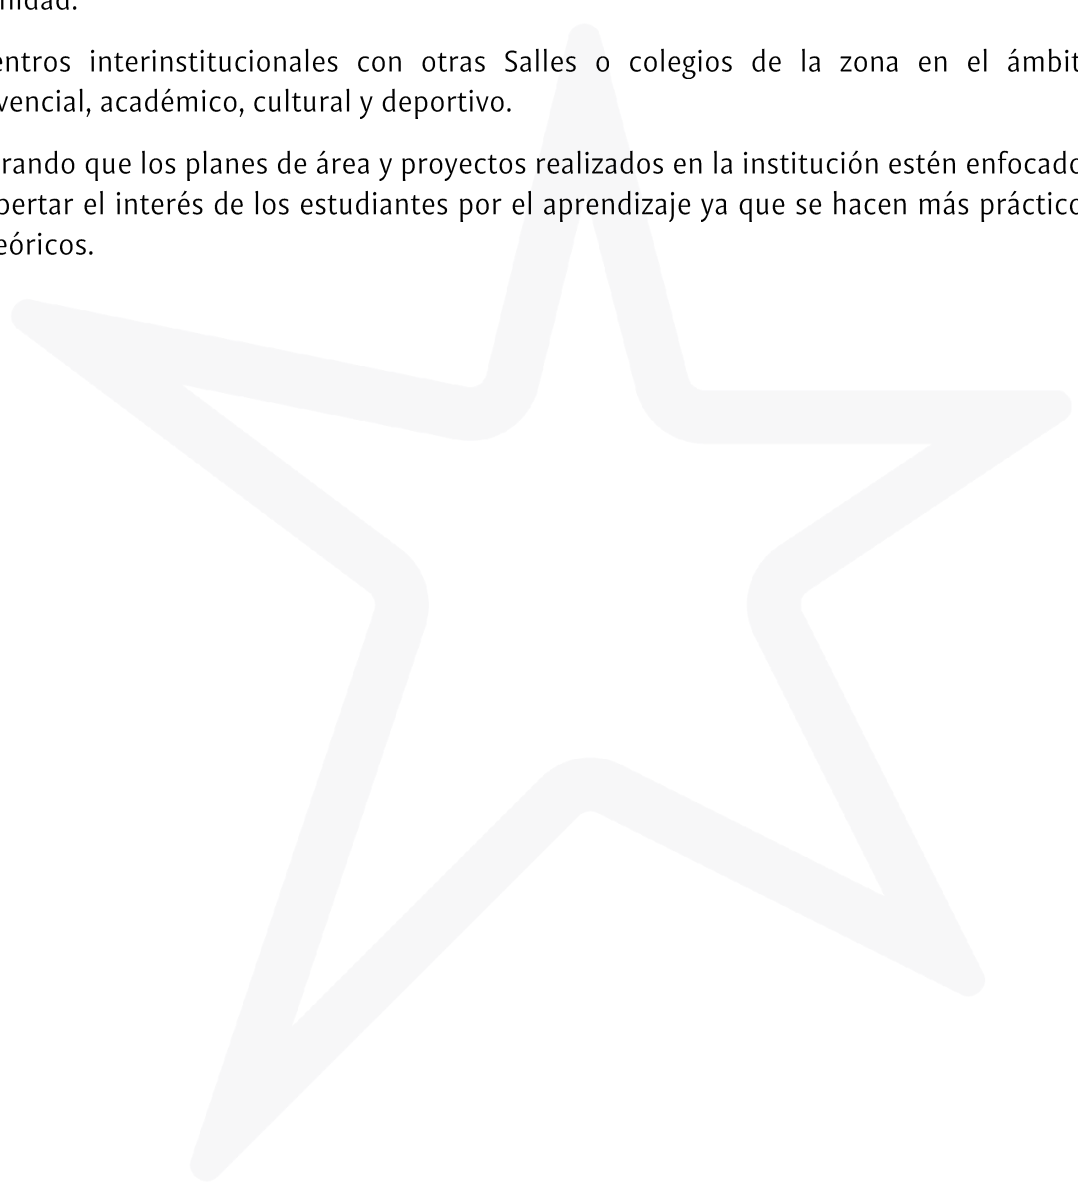 nidad.
entros interinstitucionales con otras Salles o colegios de la zona en el ámbit
vencial, académico, cultural y deportivo.
rando que los planes de área y proyectos realizados en la institución estén enfocado
pertar el interés de los estudiantes por el aprendizaje ya que se hacen más práctico
eóricos.